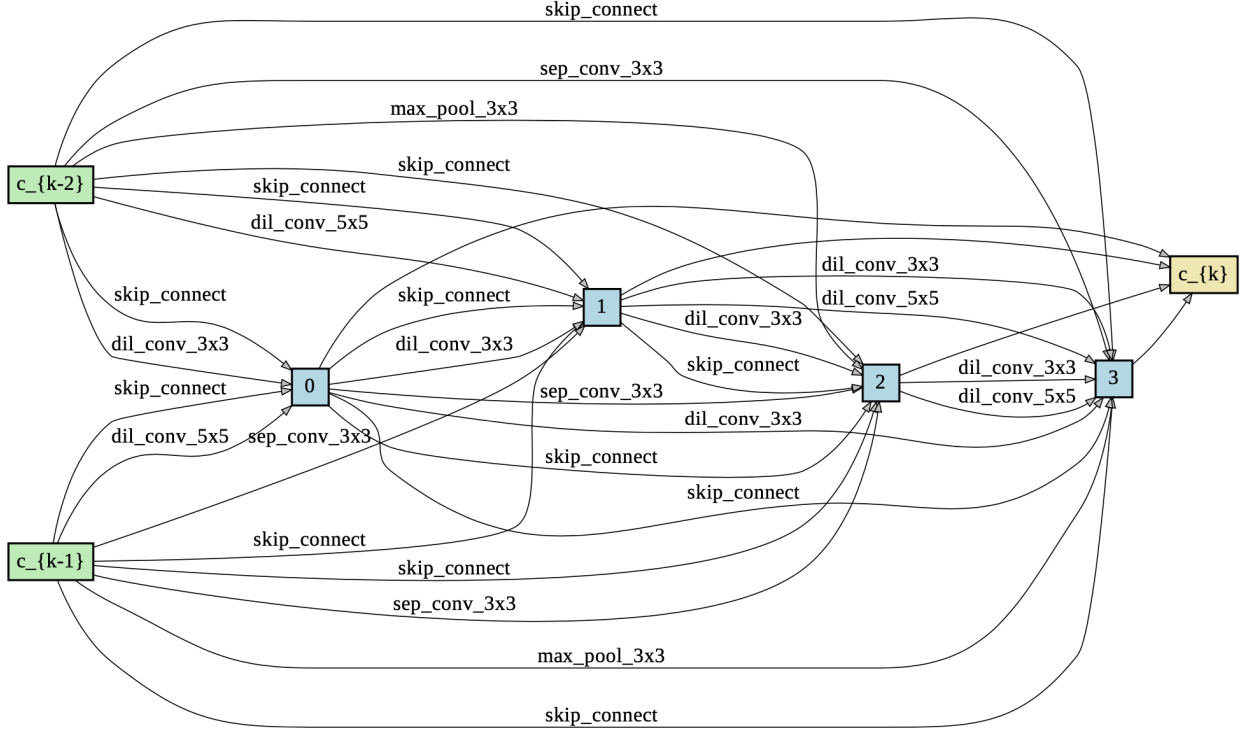 skip_connect
sep_conv_3x3
max_pool_3x3
skip_connect
c_{k-2}
skip_connect
dil_conv_5x5
dil_conv_3x3
c_{k}
skip_connect
skip_connect
dil_conv_5x5
1
dil_conv_3x3
dil_conv_3x3
dil_conv_3x3
skip_connect
dil_conv_3x3
3
2
0
skip_connect
sep_conv_3x3
dil_conv_5x5
dil_conv_3x3
dil_conv_5x5
sep_conv_3x3
skip_connect
skip_connect
skip_connect
c_{k-1}
skip_connect
sep_conv_3x3
max_pool_3x3
skip_connect